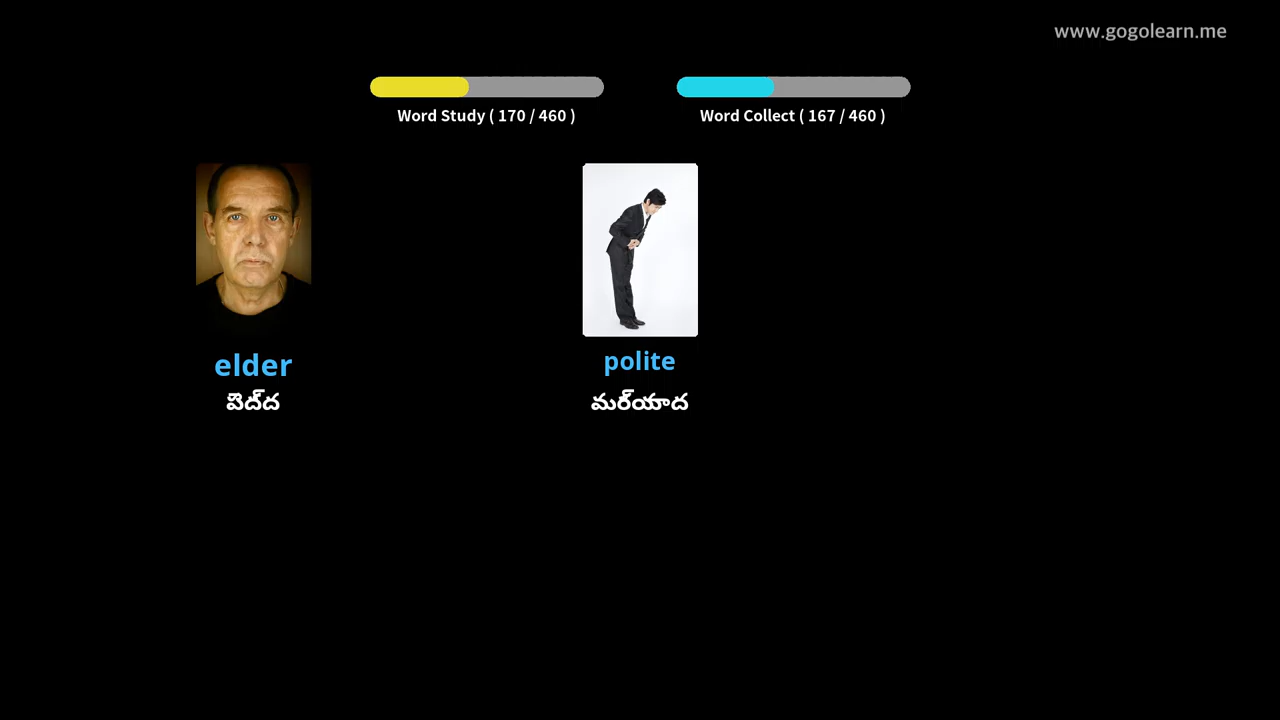 www.gogolearn.me
Word Study ( 170 / 460 )
Word Collect ( 167 / 460 )
elder
polite
పెద్‌ద
మర్‌యాద